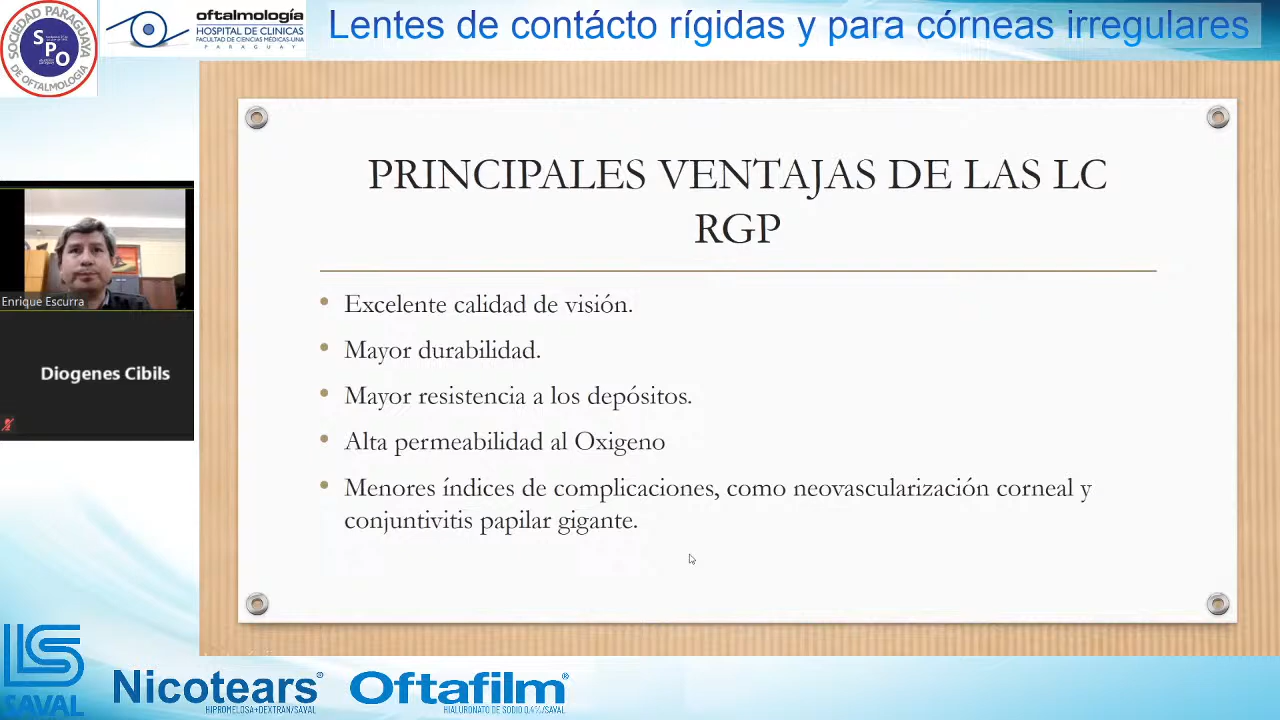 SOCIEDAD PARAGUAYA
SPO
DE OFTALMOLOGIA
oftalmología
HOSPITAL DE CLINICAS
FACULTAD DE CIENCIAS MÉDICAS-UNA
PARAGUAY
Lentes de contácto rígidas y para córneas irregulares
PRINCIPALES VENTAJAS DE LAS LC
RGP
• Excelente calidad de visión.
• Mayor durabilidad.
• Mayor resistencia a los depósitos.
• Alta permeabilidad al Oxigeno
• Menores índices de complicaciones, como neovascularización corneal y
conjuntivitis papilar gigante.
Enrique Escurra
Diogenes Cibils
LS
SAVAL
Nicotears®
HIPROMELOSA+DEXTRAN/SAVAL
Oftafilm®
HIALURONATO DE SODIO 0.4%/SAVAL